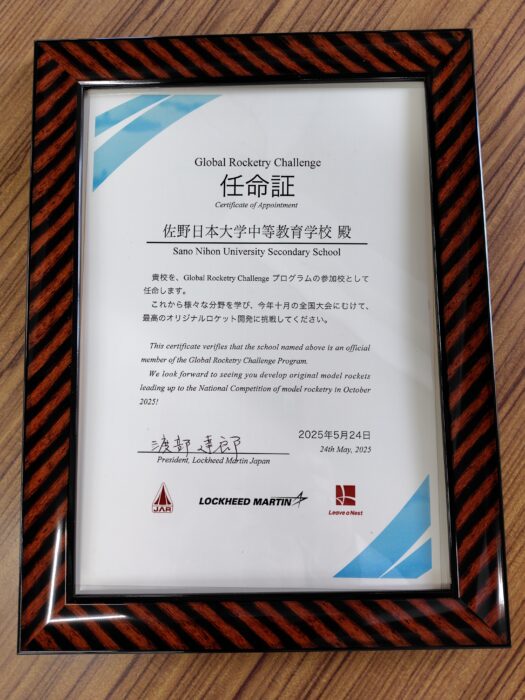 Global Rocketry Challenge
任命証
Certificate of Appointment
佐野日本大学中等教育学校 殿
Sano Nihon University Secondary School
貴校を、Global Rocketry Challenge プログラムの参加校として
任命します。
これから様々な分野を学び、今年十月の全国大会にむけて、
最高のオリジナルロケット開発に挑戦してください。
This certificate verifies that the school named above is an official
member of the Global Rocketry Challenge Program.
We look forward to seeing you develop original model rockets
leading up to the National Competition of model rocketry in October
2025!
2025年5月24日
渡部 達郎
President, Lockheed Martin Japan
24th May, 2025
JAR
LOCKHEED MARTIN
Leave a Nest